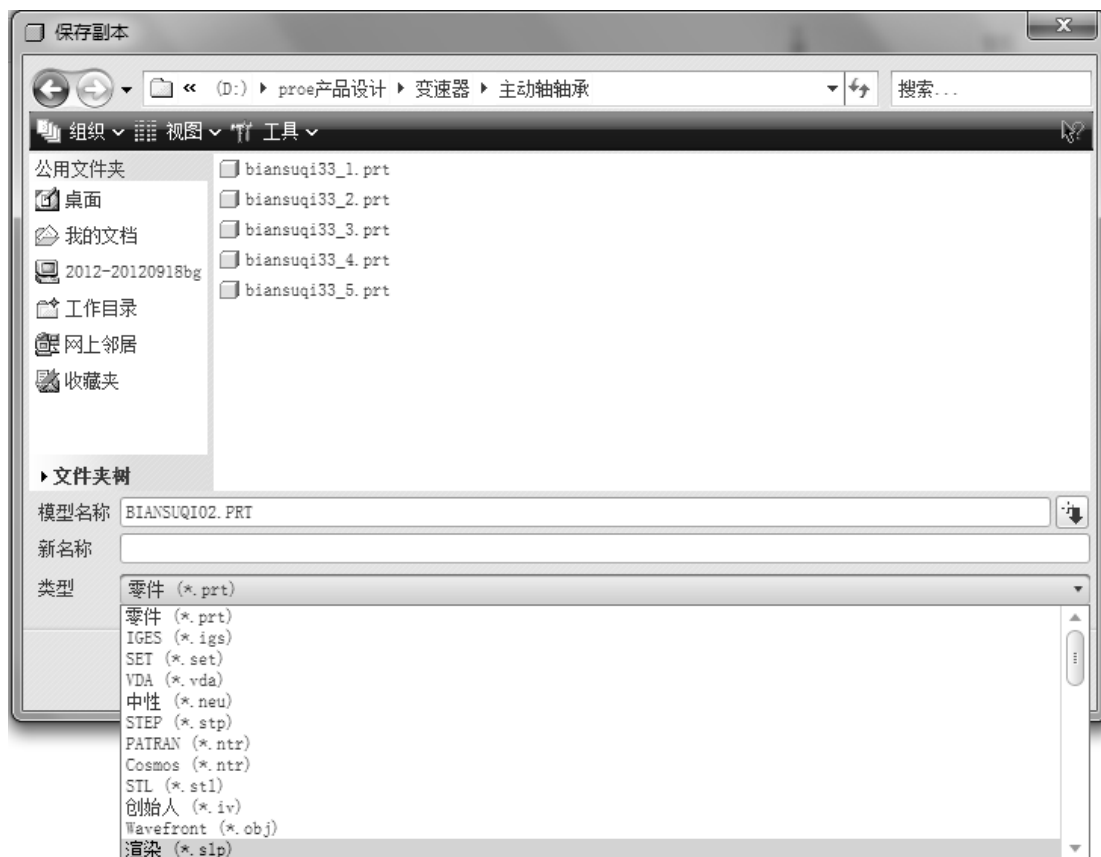 保存副本
« (D:) ▸ proe产品设计 ▸ 变速器 ▸ 主动轴轴承
搜索...
组织 视图 工具
公用文件夹
桌面
我的文档
2012-20120918bg
工作目录
网上邻居
收藏夹
文件夹树
biansuqi33_1.prt
biansuqi33_2.prt
biansuqi33_3.prt
biansuqi33_4.prt
biansuqi33_5.prt
模型名称 BIANSUQI02.PRT
新名称
类型 零件 (*.prt)
零件 (*.prt)
IGES (*.igs)
SET (*.set)
VDA (*.vda)
中性 (*.neu)
STEP (*.stp)
PATRAN (*.ntr)
Cosmos (*.ntr)
STL (*.stl)
创始人 (*.iv)
Wavefront (*.obj)
渲染 (*.slp)